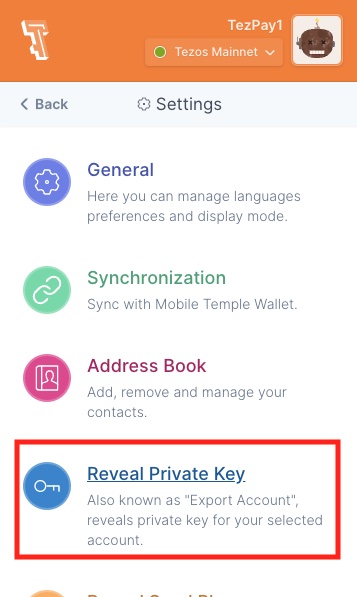 TezPay1
Tezos Mainnet
Back
Settings
General
Here you can manage languages
preferences and display mode.
Synchronization
Sync with Mobile Temple Wallet.
Address Book
Add, remove and manage your
contacts.
Reveal Private Key
Also known as "Export Account",
reveals private key for your selected
account.